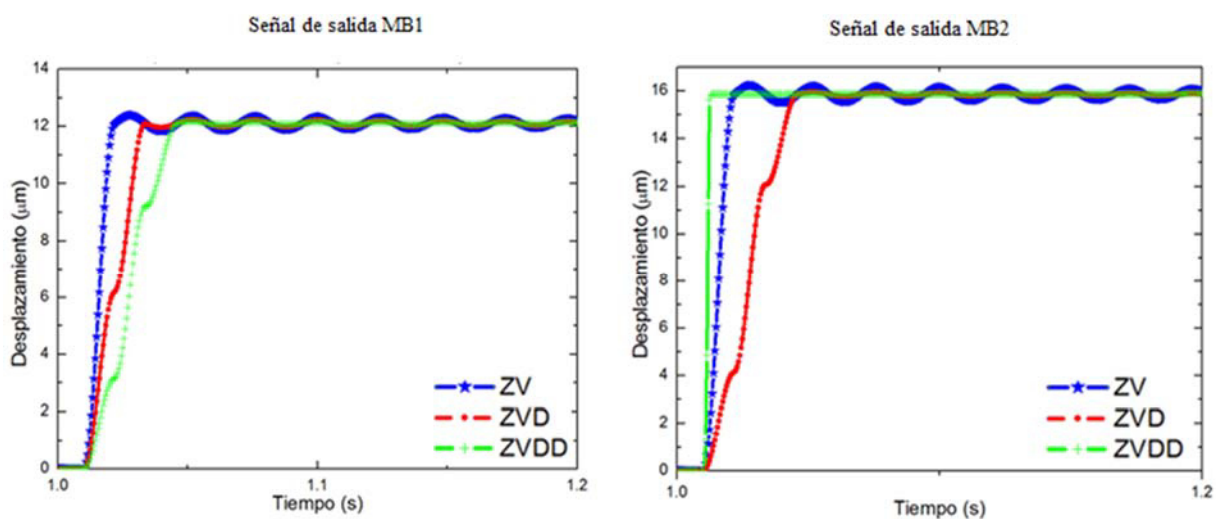 Señal de salida MB1
14
12
10
8
6
4
2
0
Desplazamiento (µm)
1.0
1.1
1.2
Tiempo (s)
ZV
ZVD
ZVDD
Señal de salida MB2
16
14
12
16
8
6
4
2
0
Desplazamiento (µm)
1.0
1.2
Tiempo (s)
ZV
ZVD
ZVDD